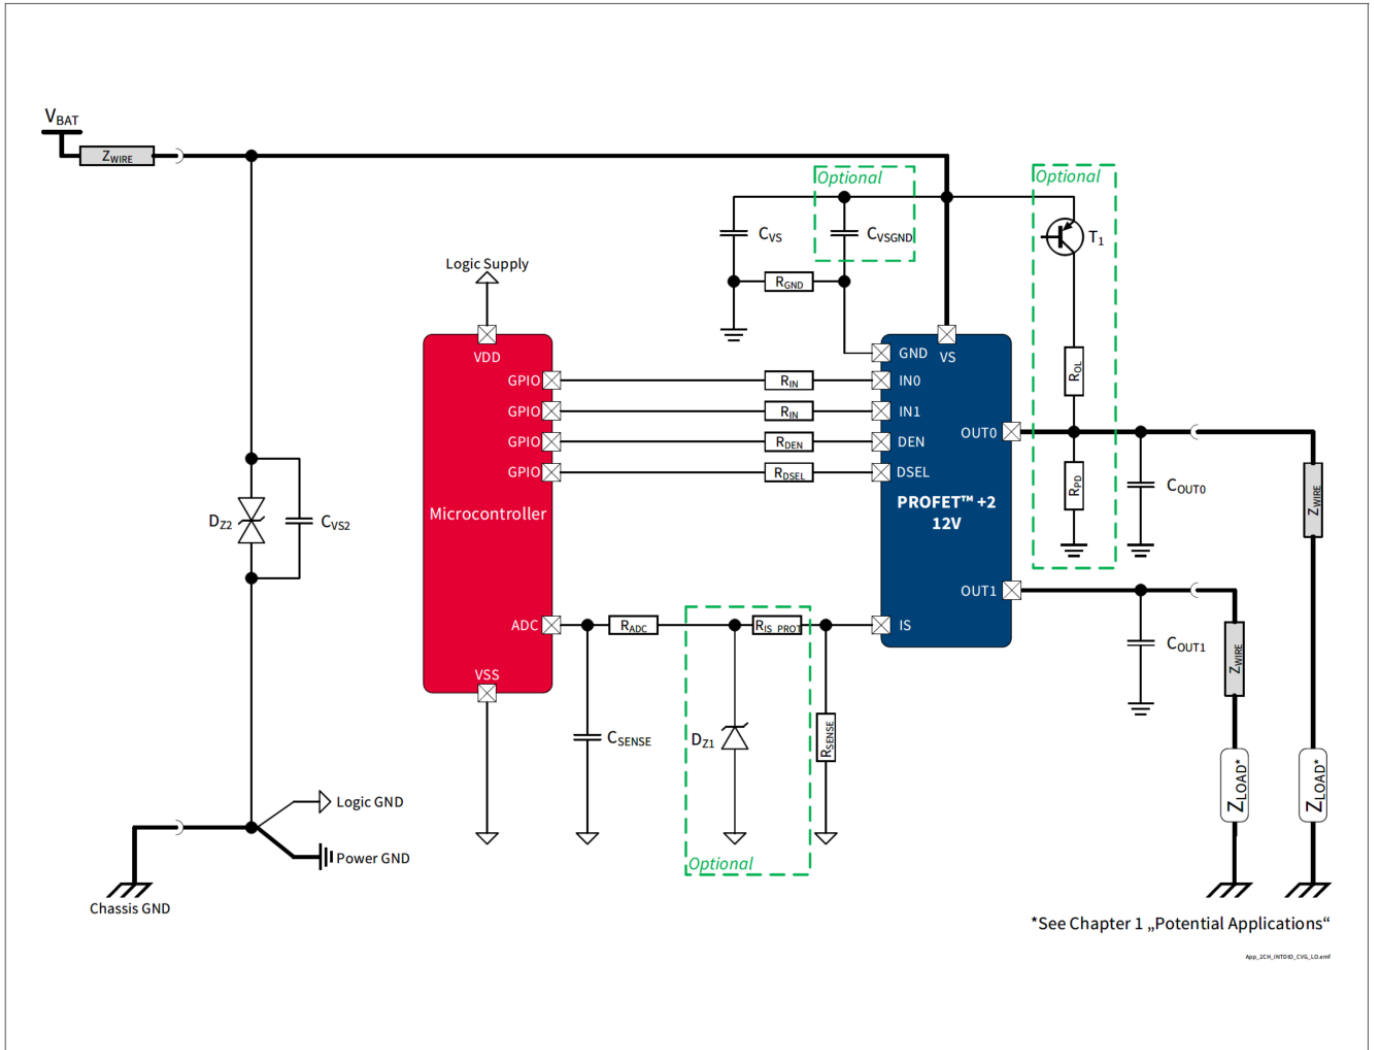 VBAT
ZWIRE
Optional
Optional
CVS
CVSGND
T1
Logic Supply
RGND
VDD
GND
VS
GPIO
RIN
IN0
ROL
GPIO
RIN
IN1
OUT0
GPIO
RDEN
DEN
GPIO
RDSEL
DSEL
RPD
COUT0
ZWIRE
PROFET™ +2
12V
Microcontroller
DZ2
CVS2
OUT1
ADC
RADC
RIS_PROT
IS
COUT1
ZWIRE
VSS
CSENSE
DZ1
RSENSE
ZLOAD*
ZLOAD*
Logic GND
Power GND
Optional
Chassis GND
*See Chapter 1 „Potential Applications“
App_2CH_INTDIO_CVG_LO.emf